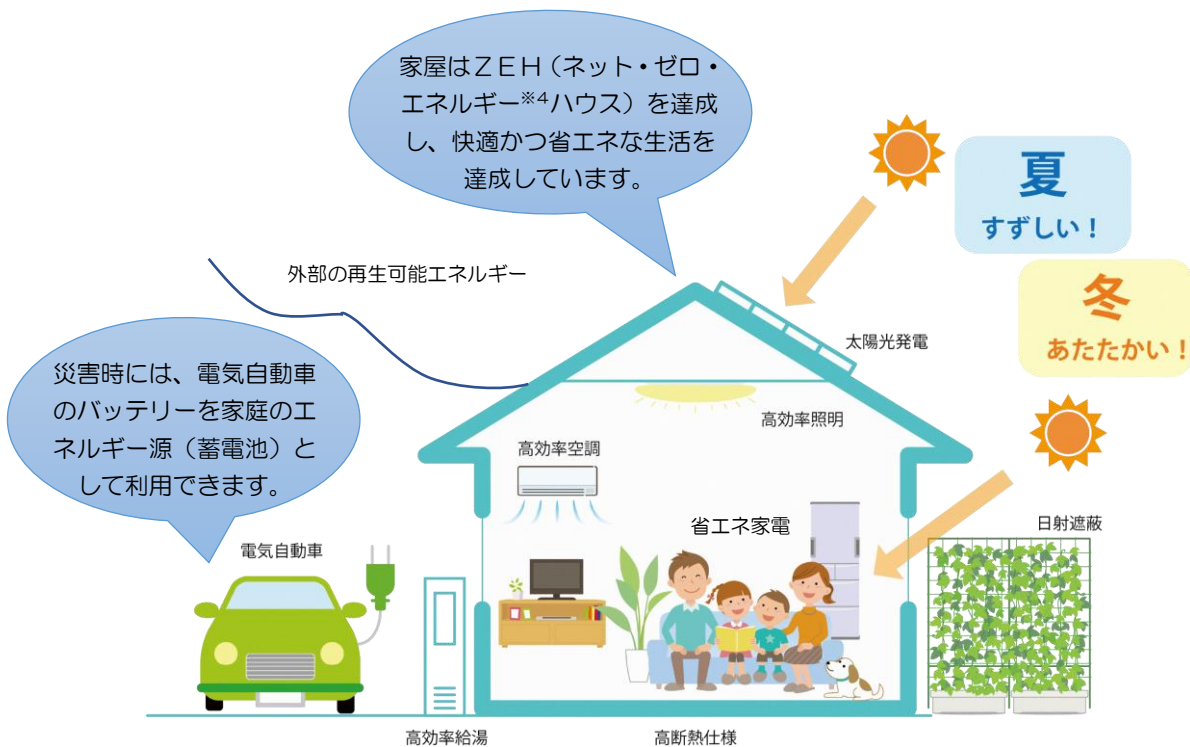 家屋はＺＥＨ（ネット・ゼロ・
エネルギー※4ハウス）を達成
し、快適かつ省エネな生活を
達成しています。
夏
すずしい！
外部の再生可能エネルギー
冬
あたたかい！
太陽光発電
災害時には、電気自動車
のバッテリーを家庭のエ
ネルギー源（蓄電池）と
して利用できます。
高効率照明
高効率空調
省エネ家電
日射遮蔽
電気自動車
高効率給湯
高断熱仕様